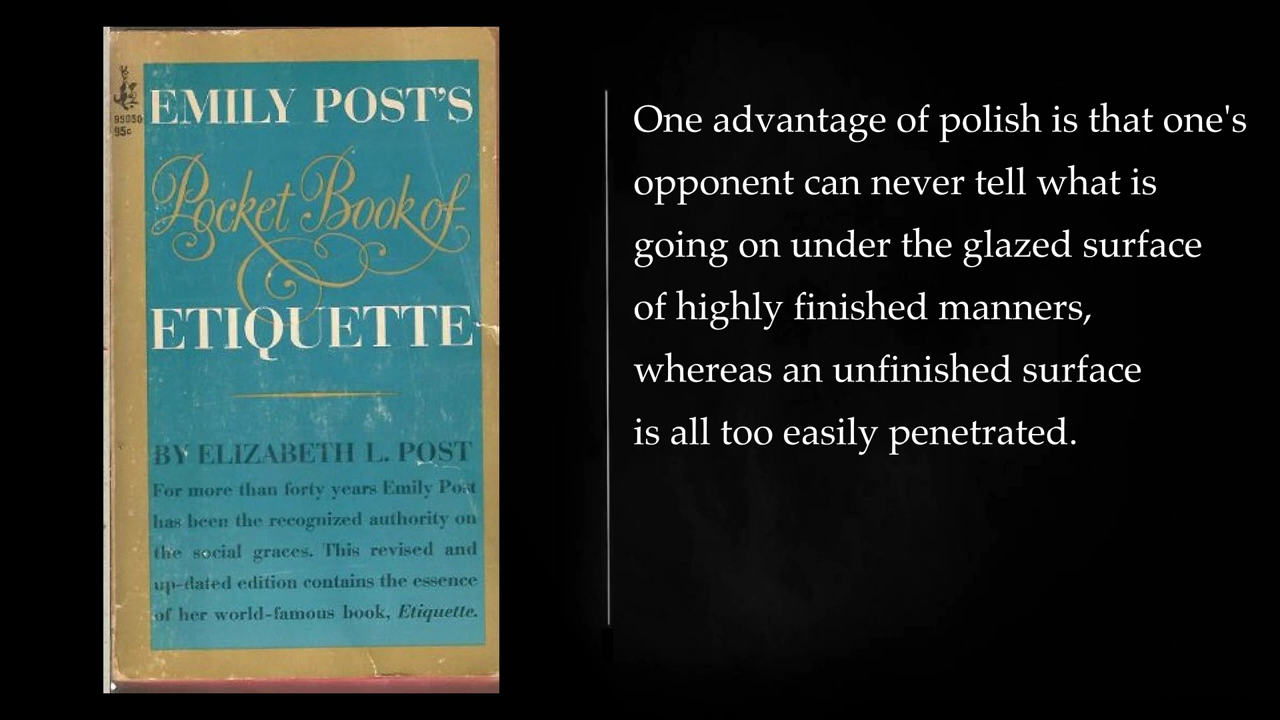 EMILY POST'S
95050
95c
Pocket Book of
ETIQUETTE
BY ELIZABETH L. POST
For more than forty years Emily Post
has been the recognized authority on
the social graces. This revised and
up-dated edition contains the essence
of her world-famous book, Etiquette.
One advantage of polish is that one's
opponent can never tell what is
going on under the glazed surface
of highly finished manners,
whereas an unfinished surface
is all too easily penetrated.